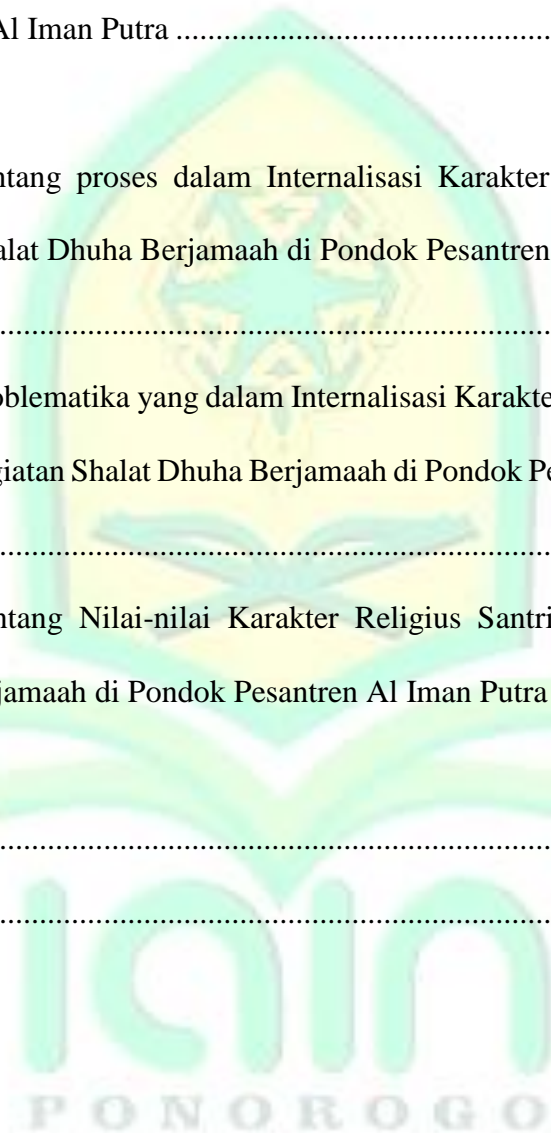 Al Iman Putra ..................................................
ntang proses dalam Internalisasi Karakter
alat Dhuha Berjamaah di Pondok Pesantren
..........................................................................
oblematika yang dalam Internalisasi Karakte
giatan Shalat Dhuha Berjamaah di Pondok Pe
..........................................................................
ntang Nilai-nilai Karakter Religius Santri
jamaah di Pondok Pesantren Al Iman Putra
..........................................................................
..........................................................................
iain
PONOROGO